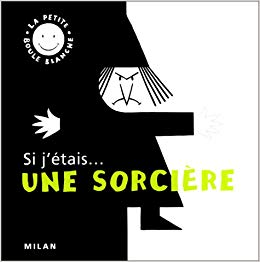 LA PETITE
BOULE BLANCHE
Si j'étais...
UNE SORCIÈRE
MILAN